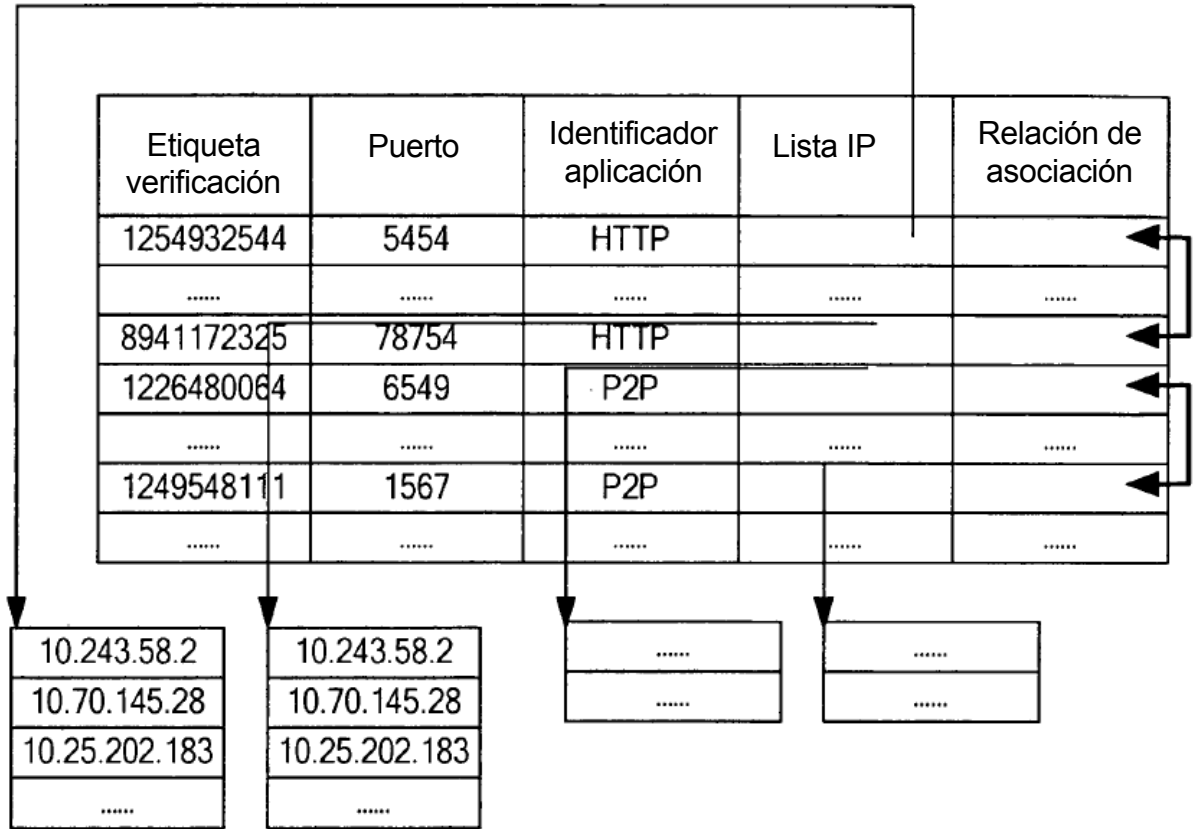 Etiqueta verificación Puerto Identificador aplicación Lista IP Relación de asociación
1254932544 5454 HTTP
...... ...... ...... ...... ......
8941172325 78754 HTTP
1226480064 6549 P2P
...... ...... ...... ...... ......
1249548111 1567 P2P
...... ...... ...... ...... ......
10.243.58.2 10.243.58.2 ...... ......
10.70.145.28 10.70.145.28 ...... ......
10.25.202.183 10.25.202.183
...... ......